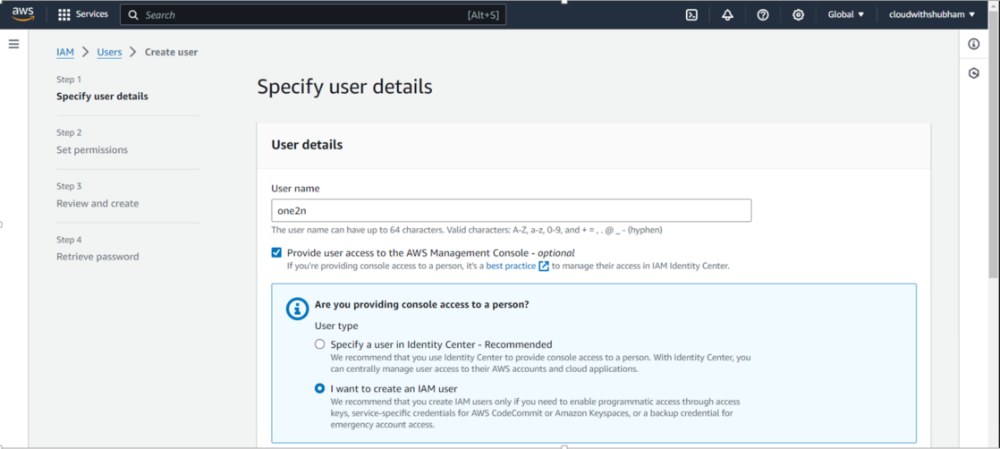 aws
Services
Search
[Alt+S]
Global
cloudwithshubham
IAM > Users > Create user
Step 1
Specify user details
Step 2
Set permissions
Step 3
Review and create
Step 4
Retrieve password
Specify user details
User details
User name
one2n
The user name can have up to 64 characters. Valid characters: A-Z, a-z, 0-9, and + = , . @ _ - (hyphen)
Provide user access to the AWS Management Console - optional
If you're providing console access to a person, it's a best practice to manage their access in IAM Identity Center.
Are you providing console access to a person?
User type
Specify a user in Identity Center - Recommended
We recommend that you use Identity Center to provide console access to a person. With Identity Center, you
can centrally manage user access to their AWS accounts and cloud applications.
I want to create an IAM user
We recommend that you create IAM users only if you need to enable programmatic access through access
keys, service-specific credentials for AWS CodeCommit or Amazon Keyspaces, or a backup credential for
emergency account access.